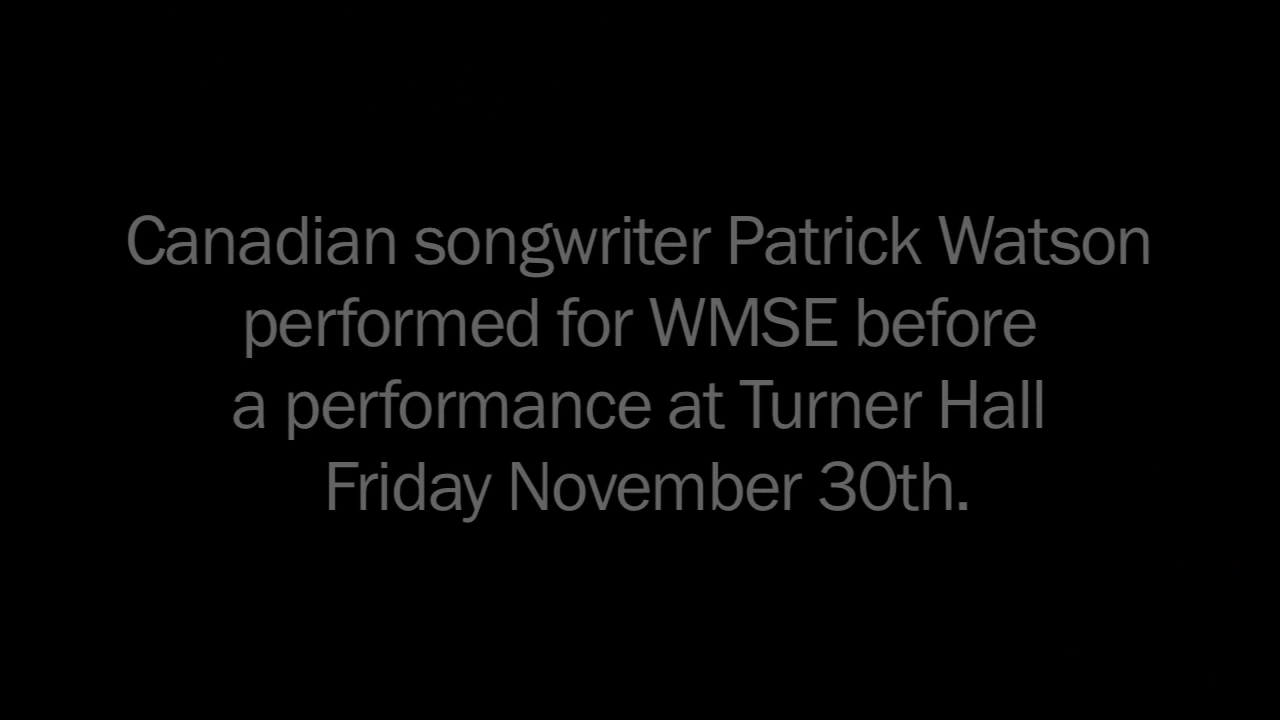 Canadian songwriter Patrick Watson
performed for WMSE before
a performance at Turner Hall
Friday November 30th.